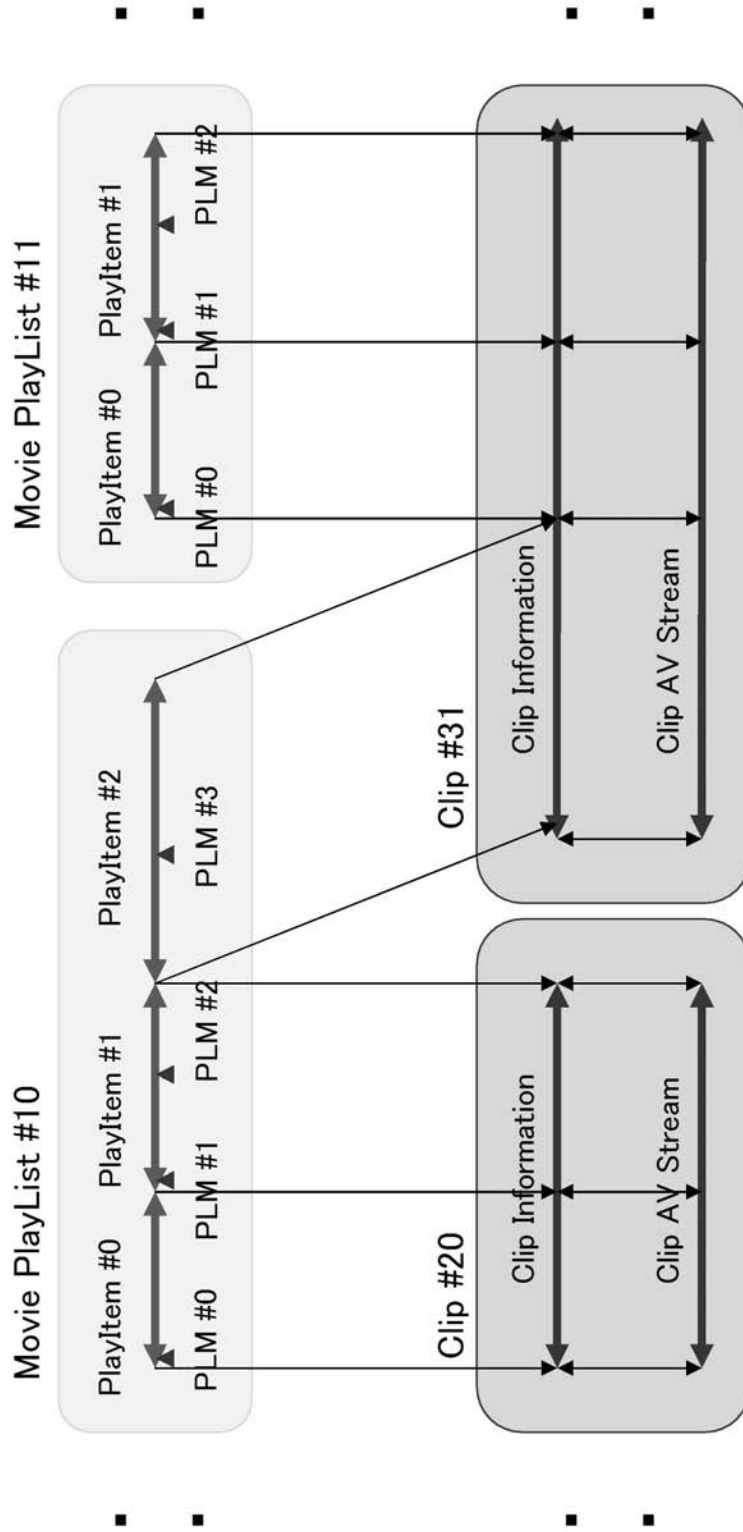 Movie PlayList #10
PlayItem #0
PlayItem #1
PlayItem #2
PLM #0
PLM #1
PLM #2
PLM #3
Movie PlayList #11
PlayItem #0
PlayItem #1
PLM #0
PLM #1
PLM #2
Clip #20
Clip Information
Clip AV Stream
Clip #31
Clip Information
Clip AV Stream